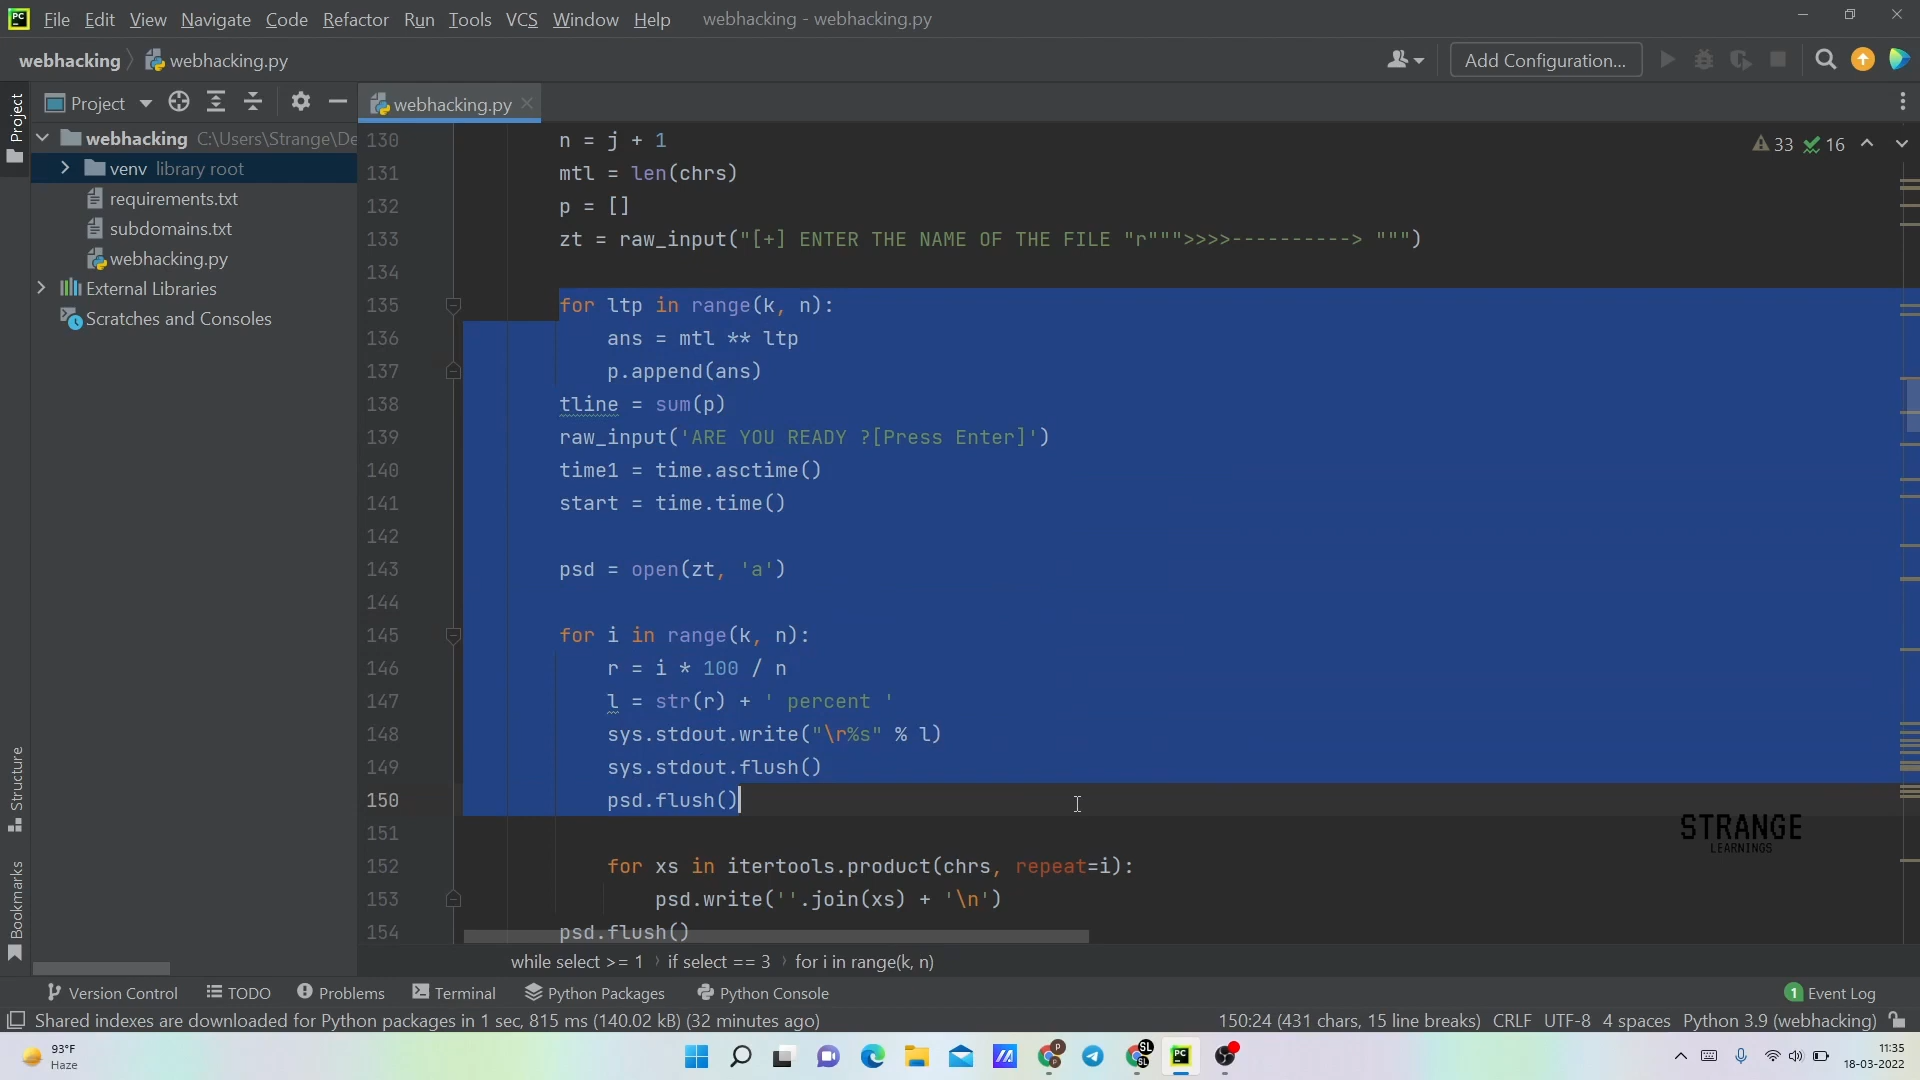 PC File Edit View Navigate Code Refactor Run Tools VCS Window Help webhacking - webhacking.py
webhacking webhacking.py Add Configuration...
Project webhacking.py
Project
webhacking C:\Users\Strange\De
venv library root
requirements.txt
subdomains.txt
webhacking.py
External Libraries
Scratches and Consoles
33 16
130 n = j + 1
131 mtl = len(chrs)
132 p = []
133 zt = raw_input("[+] ENTER THE NAME OF THE FILE "r""">>>>----------> """)
134
135 for ltp in range(k, n):
136 ans = mtl ** ltp
137 p.append(ans)
138 tline = sum(p)
139 raw_input('ARE YOU READY ?[Press Enter]')
140 time1 = time.asctime()
141 start = time.time()
142
143 psd = open(zt, 'a')
144
145 for i in range(k, n):
146 r = i * 100 / n
147 l = str(r) + ' percent '
148 sys.stdout.write("\r%s" % l)
149 sys.stdout.flush()
150 psd.flush()
151
152 for xs in itertools.product(chrs, repeat=i):
153 psd.write(''.join(xs) + '\n')
154 psd.flush()
STRANGE
LEARNINGS
Structure
Bookmarks
while select >= 1 if select == 3 for i in range(k, n)
Version Control TODO Problems Terminal Python Packages Python Console 1 Event Log
Shared indexes are downloaded for Python packages in 1 sec, 815 ms (140.02 kB) (32 minutes ago) 150:24 (431 chars, 15 line breaks) CRLF UTF-8 4 spaces Python 3.9 (webhacking)
93°F
Haze
P
P
SL
SL
PC
11:35
18-03-2022